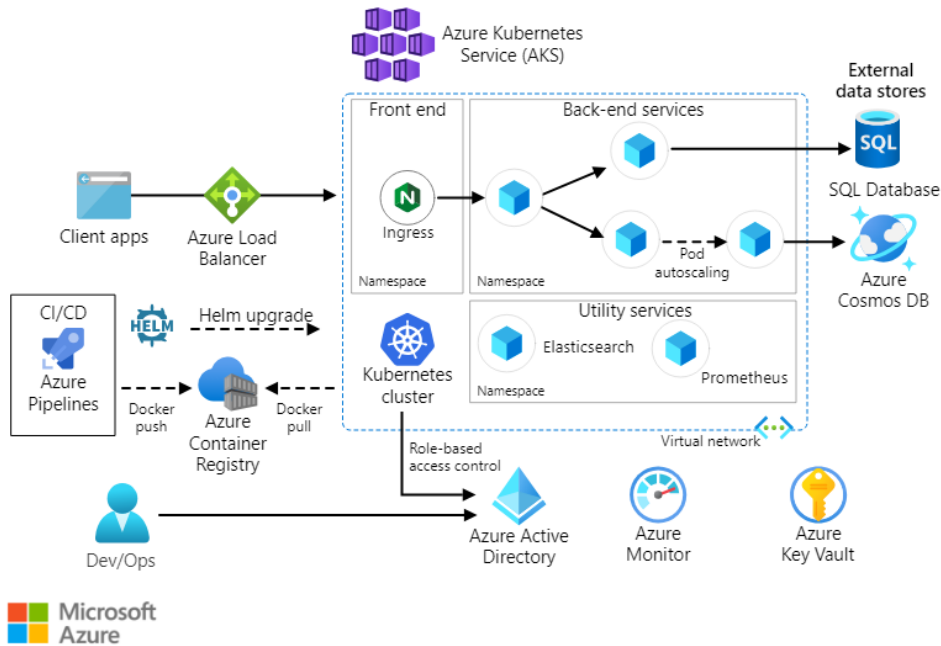 Azure Kubernetes
Service (AKS)
External
data stores
Front end
Back-end services
SQL
SQL Database
Client apps
Azure Load
Balancer
Ingress
Pod
autoscaling
Namespace
Namespace
Azure
Cosmos DB
CI/CD
Azure
Pipelines
HELM
Helm upgrade
Utility services
Elasticsearch
Prometheus
Namespace
Kubernetes
cluster
Docker
push
Docker
pull
Azure
Container
Registry
Virtual network
Role-based
access control
Dev/Ops
Azure Active
Directory
Azure
Monitor
Azure
Key Vault
Microsoft
Azure